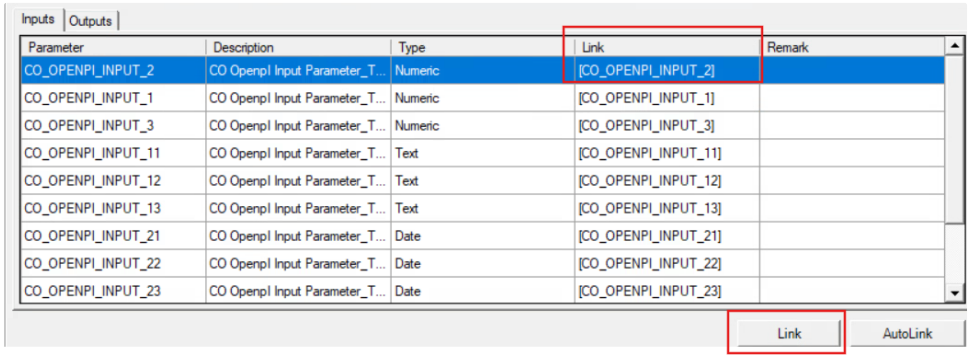 Inputs Outputs
Parameter Description Type Link Remark
CO_OPENPI_INPUT_2 CO Openpl Input Parameter_T... Numeric [CO_OPENPI_INPUT_2]
CO_OPENPI_INPUT_1 CO Openpl Input Parameter_T... Numeric [CO_OPENPI_INPUT_1]
CO_OPENPI_INPUT_3 CO Openpl Input Parameter_T... Numeric [CO_OPENPI_INPUT_3]
CO_OPENPI_INPUT_11 CO Openpl Input Parameter_T... Text [CO_OPENPI_INPUT_11]
CO_OPENPI_INPUT_12 CO Openpl Input Parameter_T... Text [CO_OPENPI_INPUT_12]
CO_OPENPI_INPUT_13 CO Openpl Input Parameter_T... Text [CO_OPENPI_INPUT_13]
CO_OPENPI_INPUT_21 CO Openpl Input Parameter_T... Date [CO_OPENPI_INPUT_21]
CO_OPENPI_INPUT_22 CO Openpl Input Parameter_T... Date [CO_OPENPI_INPUT_22]
CO_OPENPI_INPUT_23 CO Openpl Input Parameter_T... Date [CO_OPENPI_INPUT_23]
Link AutoLink